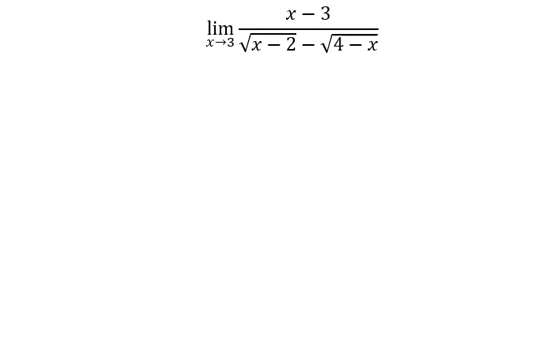 lim x→3 (x − 3)/(√(x − 2) − √(4 − x))